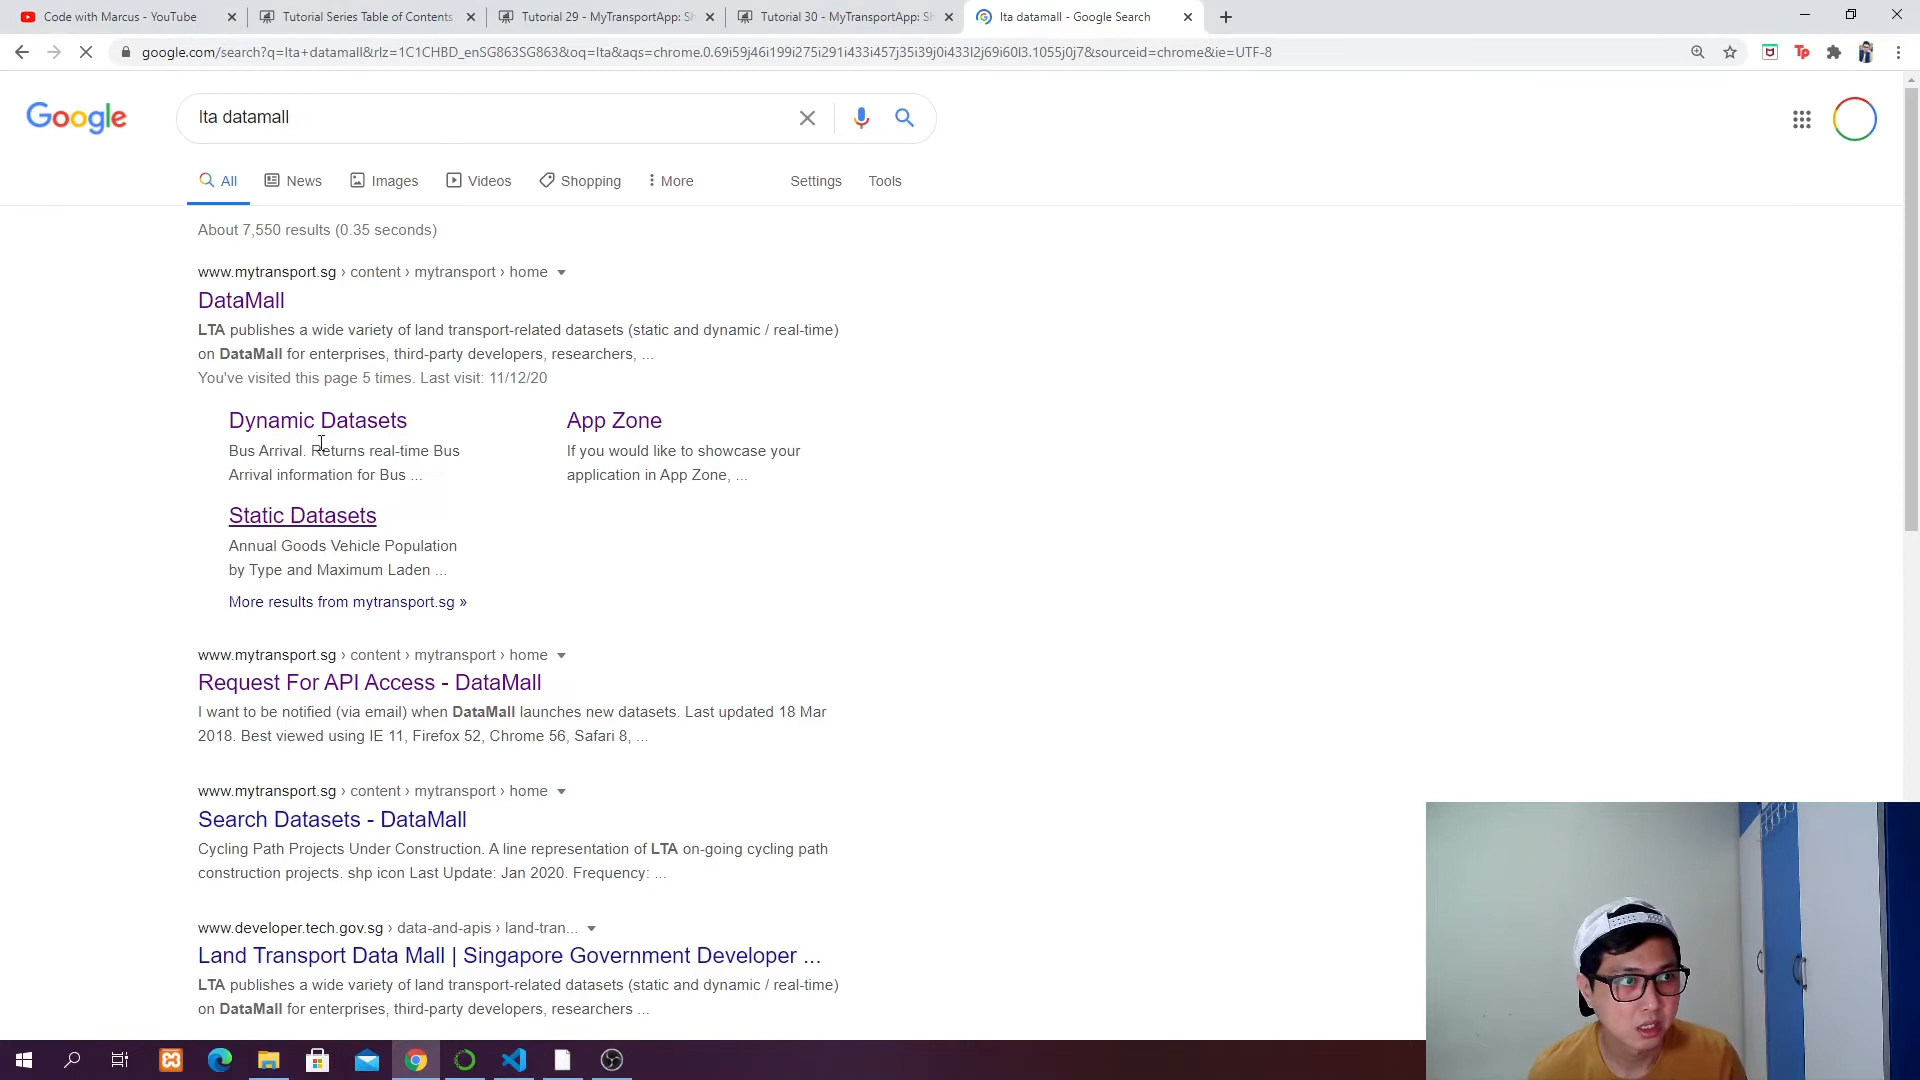 Code with Marcus - YouTube
Tutorial Series Table of Contents
Tutorial 29 - MyTransportApp: Sh
Tutorial 30 - MyTransportApp: Sh
lta datamall - Google Search
google.com/search?q=lta+datamall&rlz=1C1CHBD_enSG863SG863&oq=lta&aqs=chrome.0.69i59j46i199i275i291i433i457j35i39j0i433l2j69i60l3.1055j0j7&sourceid=chrome&ie=UTF-8
Google
lta datamall
All
News
Images
Videos
Shopping
More
Settings
Tools
About 7,550 results (0.35 seconds)
www.mytransport.sg › content › mytransport › home
DataMall
LTA publishes a wide variety of land transport-related datasets (static and dynamic / real-time)
on DataMall for enterprises, third-party developers, researchers, ...
You've visited this page 5 times. Last visit: 11/12/20
Dynamic Datasets
Bus Arrival. Returns real-time Bus
Arrival information for Bus ...
App Zone
If you would like to showcase your
application in App Zone, ...
Static Datasets
Annual Goods Vehicle Population
by Type and Maximum Laden ...
More results from mytransport.sg »
www.mytransport.sg › content › mytransport › home
Request For API Access - DataMall
I want to be notified (via email) when DataMall launches new datasets. Last updated 18 Mar
2018. Best viewed using IE 11, Firefox 52, Chrome 56, Safari 8, ...
www.mytransport.sg › content › mytransport › home
Search Datasets - DataMall
Cycling Path Projects Under Construction. A line representation of LTA on-going cycling path
construction projects. shp icon Last Update: Jan 2020. Frequency: ...
www.developer.tech.gov.sg › data-and-apis › land-tran...
Land Transport Data Mall | Singapore Government Developer ...
LTA publishes a wide variety of land transport-related datasets (static and dynamic / real-time)
on DataMall for enterprises, third-party developers, researchers ...